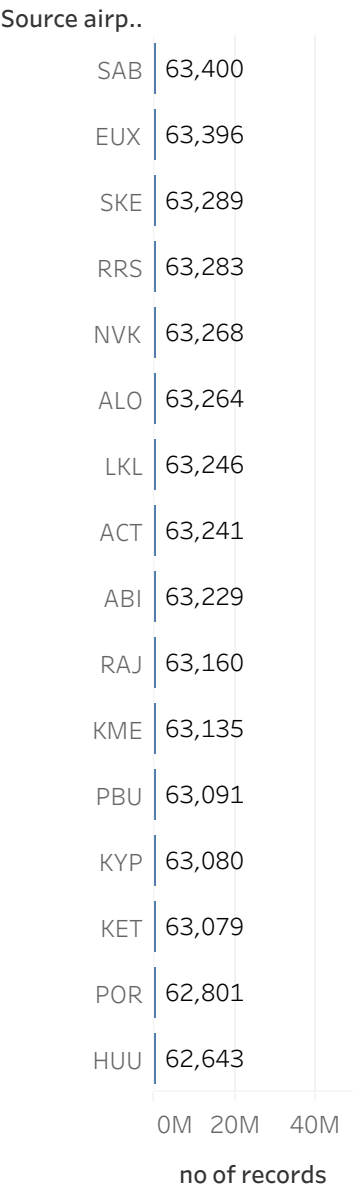 Source airp..
SAB 63,400
EUX 63,396
SKE 63,289
RRS 63,283
NVK 63,268
ALO 63,264
LKL 63,246
ACT 63,241
ABI 63,229
RAJ 63,160
KME 63,135
PBU 63,091
KYP 63,080
KET 63,079
POR 62,801
HUU 62,643
0M 20M 40M
no of records